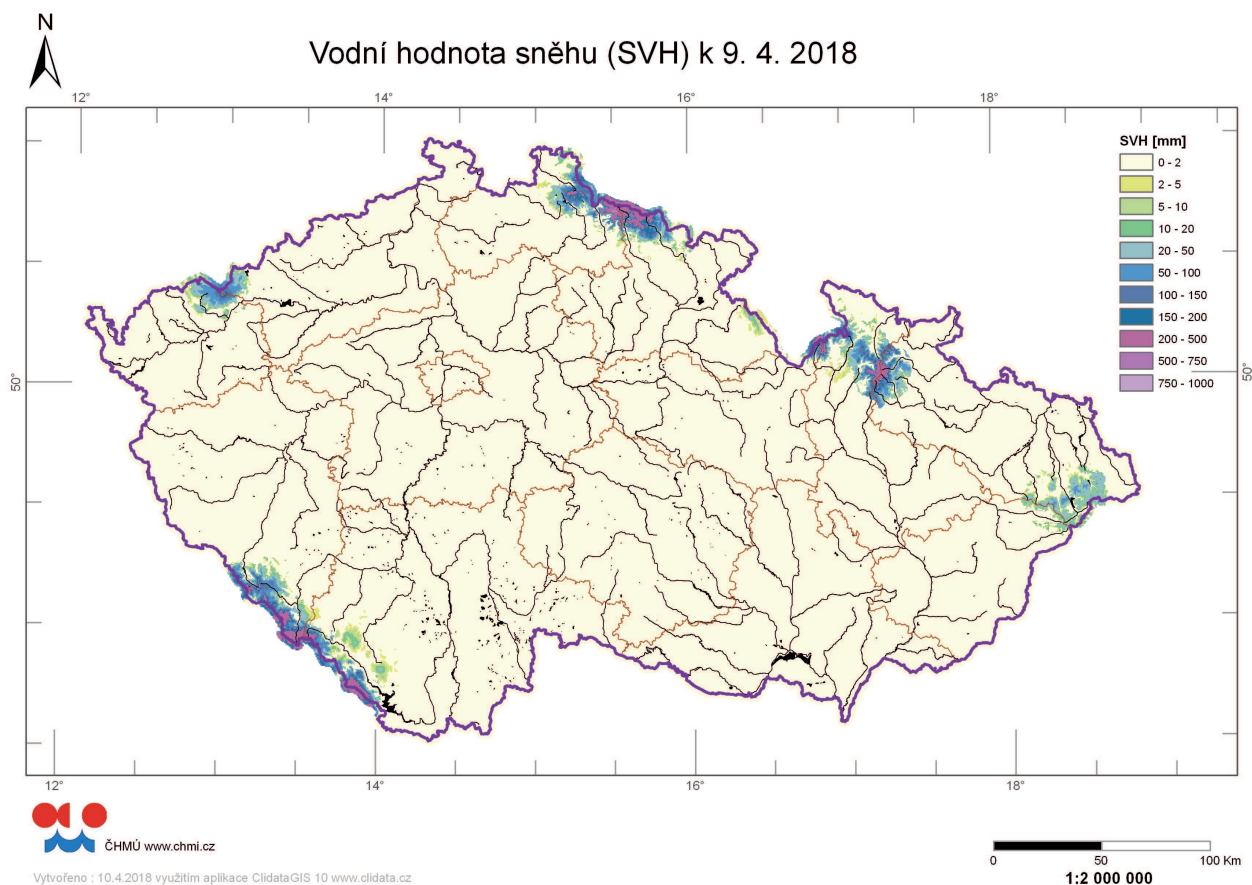 N
Vodní hodnota sněhu (SVH) k 9. 4. 2018
12° 14° 16° 18°
SVH [mm]
0 - 2
2 - 5
5 - 10
10 - 20
20 - 50
50 - 100
100 - 150
150 - 200
200 - 500
500 - 750
750 - 1000
50° 50°
12° 14° 16° 18°
ČHMÚ www.chmi.cz
0 50 100 Km
1:2 000 000
Vytvořeno : 10.4.2018 využitím aplikace ClidataGIS 10 www.clidata.cz